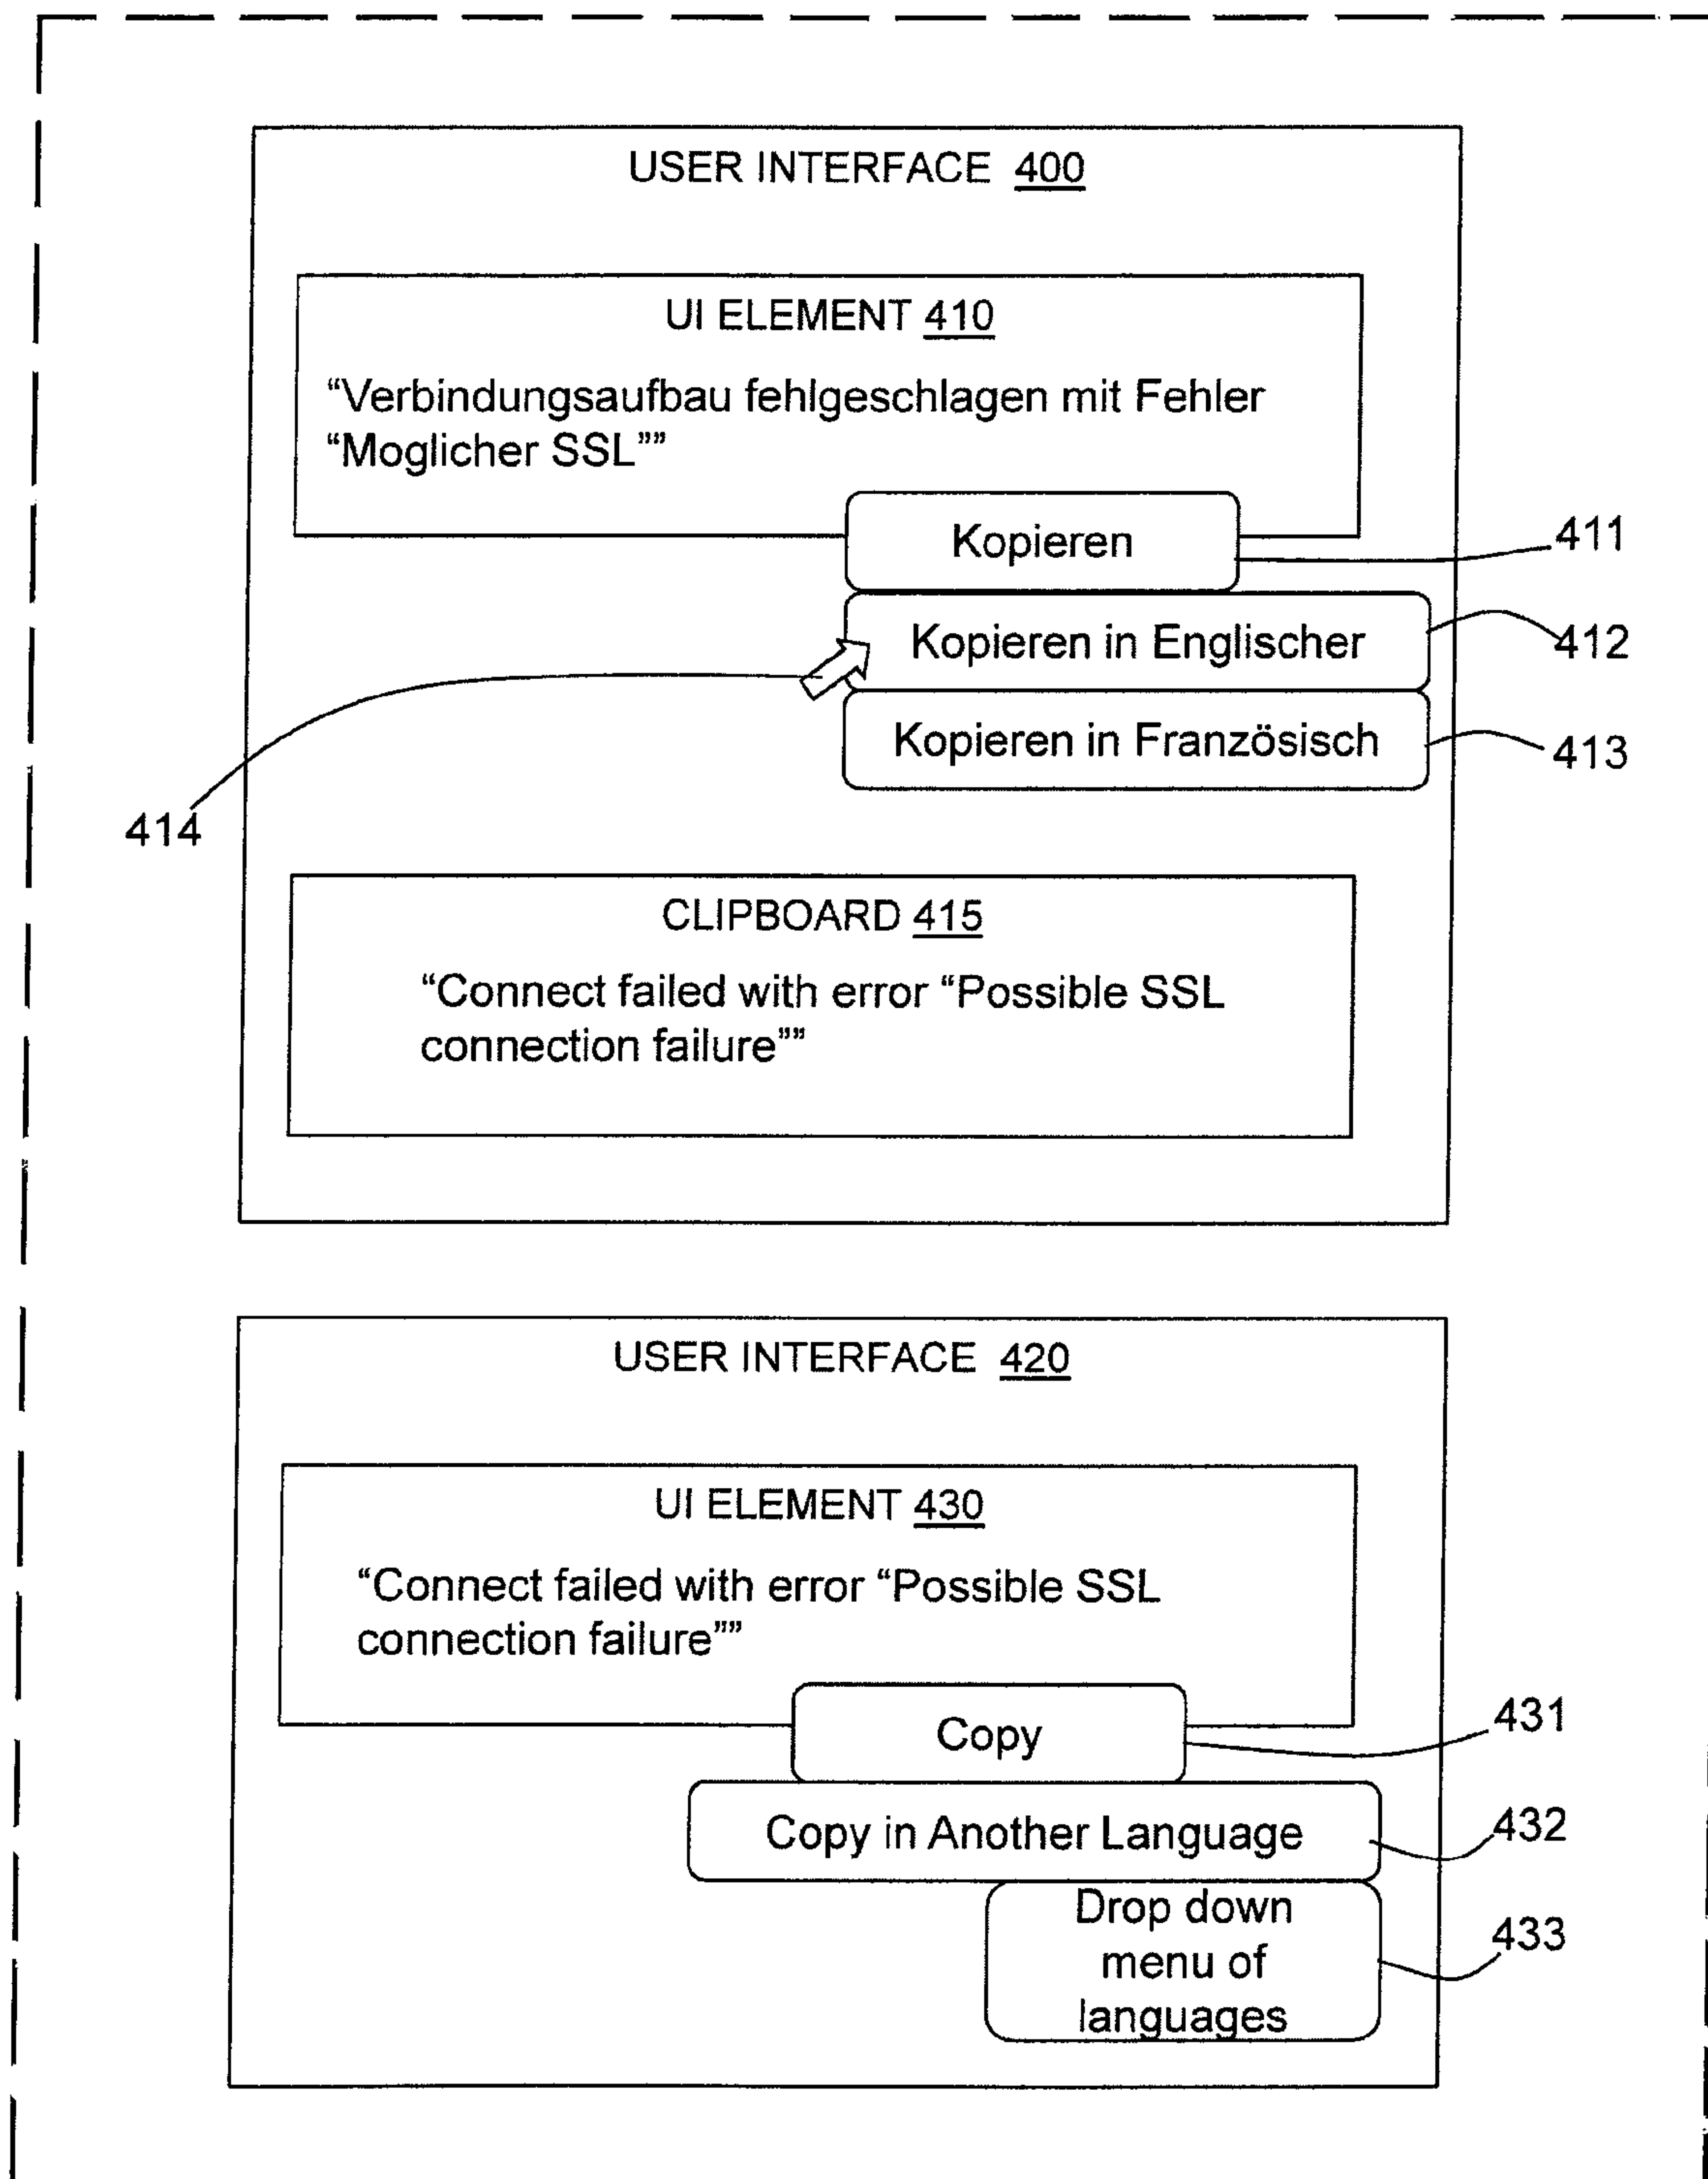 USER INTERFACE 400
UI ELEMENT 410
“Verbindungsaufbau fehlgeschlagen mit Fehler
“Moglicher SSL””
Kopieren
411
Kopieren in Englischer
412
Kopieren in Französisch
413
414
CLIPBOARD 415
“Connect failed with error “Possible SSL
connection failure””
USER INTERFACE 420
UI ELEMENT 430
“Connect failed with error “Possible SSL
connection failure””
Copy
431
Copy in Another Language
432
Drop down
menu of
languages
433